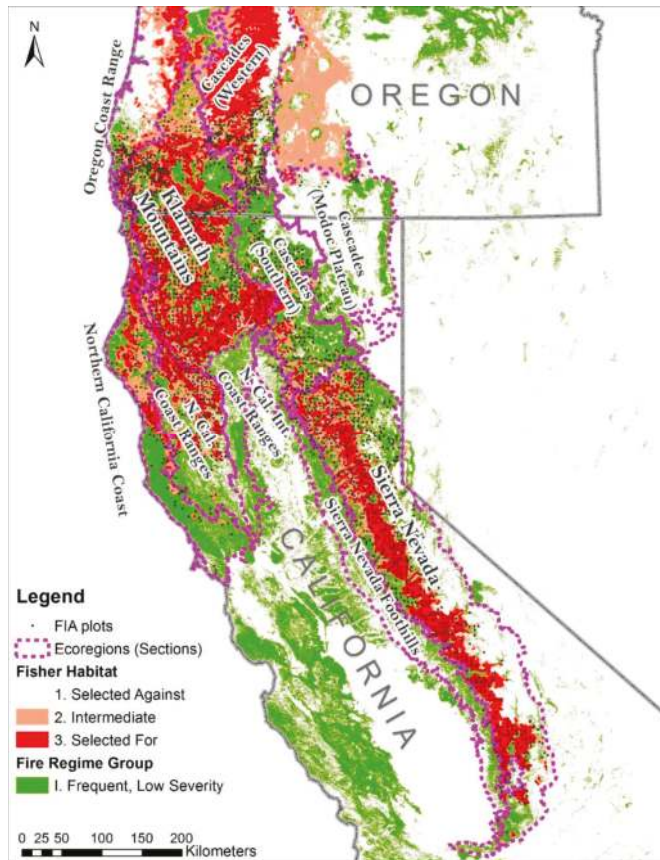 N
OREGON
Cascades
(Western)
Oregon Coast Range
Klamath
Mountains
Cascades
(Modoc Plateau)
Cascades
(Southern)
Northern California Coast
N. Cal.
Coast Ranges
N. Cal. Int.
Coast Ranges
Sierra Nevada
Sierra Nevada Foothills
CALIFORNIA
Legend
FIA plots
Ecoregions (Sections)
Fisher Habitat
1. Selected Against
2. Intermediate
3. Selected For
Fire Regime Group
I. Frequent, Low Severity
0 25 50 100 150 200
Kilometers